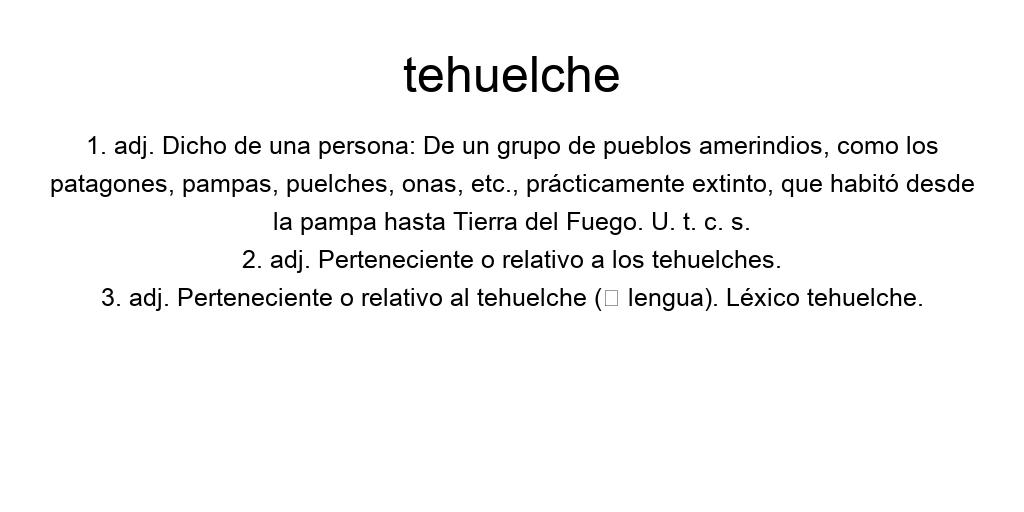 tehuelche
1. adj. Dicho de una persona: De un grupo de pueblos amerindios, como los
patagones, pampas, puelches, onas, etc., prácticamente extinto, que habitó desde
la pampa hasta Tierra del Fuego. U. t. c. s.
2. adj. Perteneciente o relativo a los tehuelches.
3. adj. Perteneciente o relativo al tehuelche (□ lengua). Léxico tehuelche.